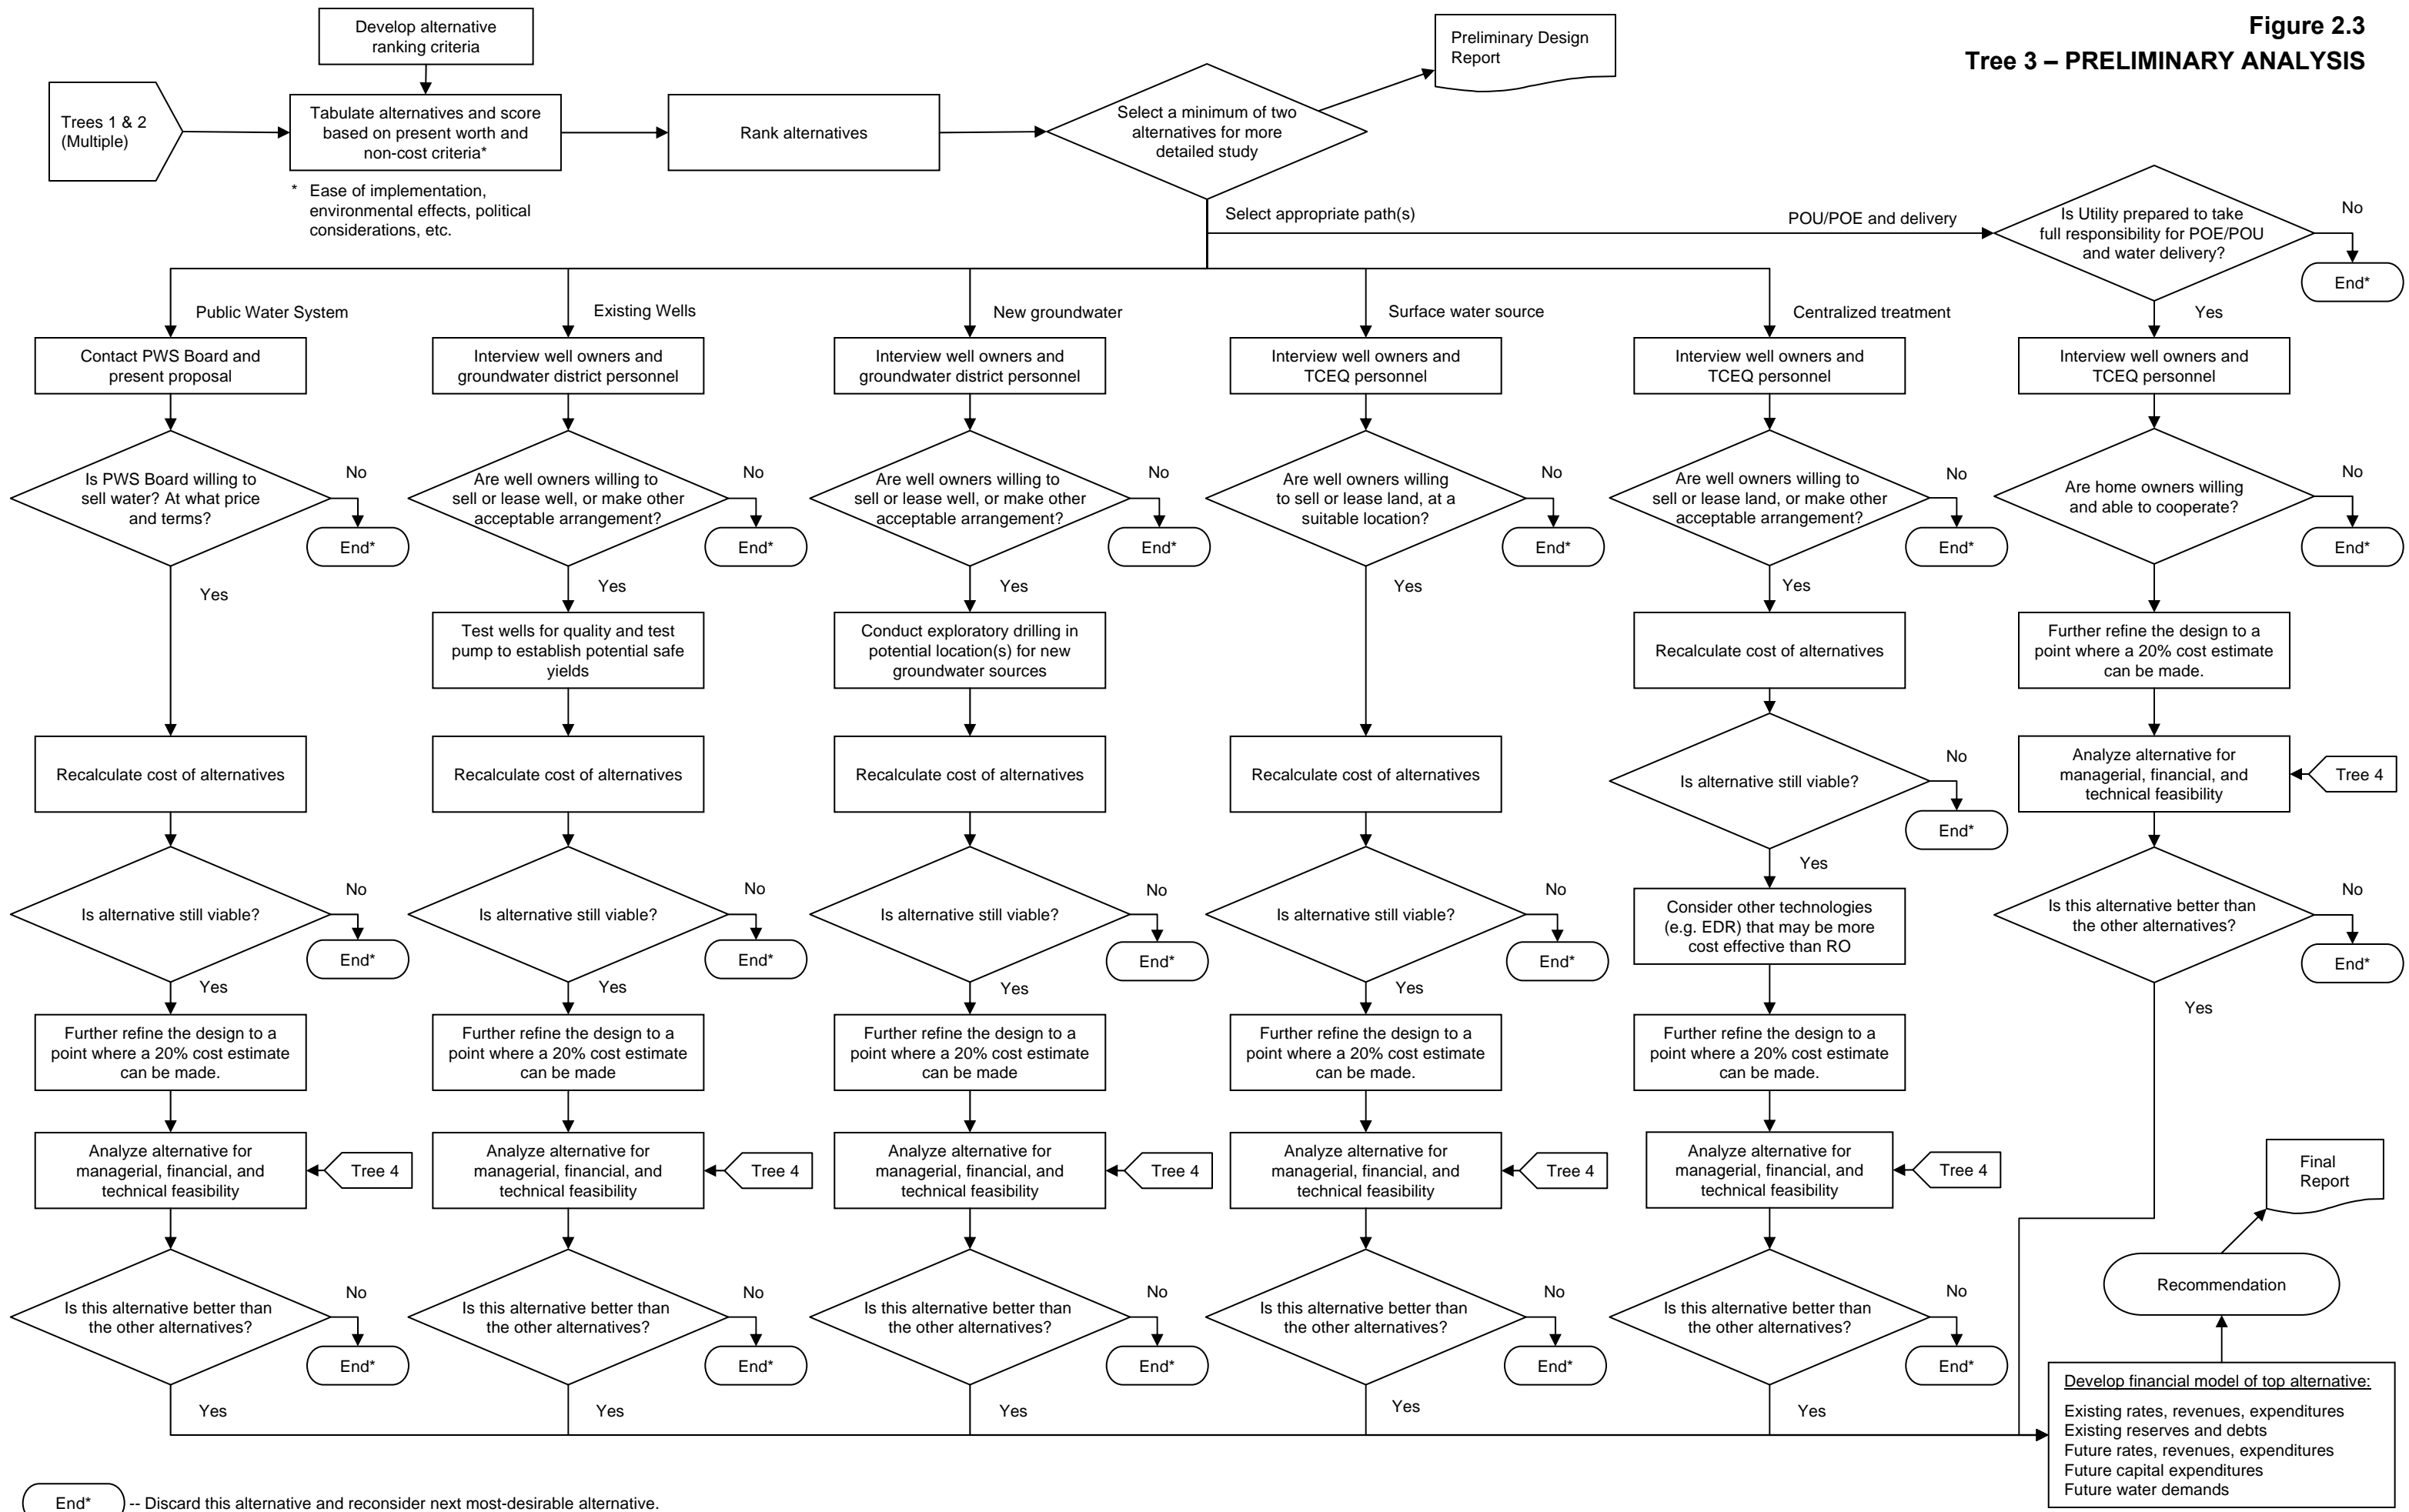 Figure 2.3
Tree 3 – PRELIMINARY ANALYSIS
Develop alternative
ranking criteria
Trees 1 & 2
(Multiple)
Tabulate alternatives and score
based on present worth and
non-cost criteria*
* Ease of implementation,
environmental effects, political
considerations, etc.
Rank alternatives
Select a minimum of two
alternatives for more
detailed study
Preliminary Design
Report
Select appropriate path(s)
POU/POE and delivery
Is Utility prepared to take
full responsibility for POE/POU
and water delivery?
No
End*
Yes
Public Water System
Existing Wells
New groundwater
Surface water source
Centralized treatment
Contact PWS Board and
present proposal
Interview well owners and
groundwater district personnel
Interview well owners and
groundwater district personnel
Interview well owners and
TCEQ personnel
Interview well owners and
TCEQ personnel
Interview well owners and
TCEQ personnel
Is PWS Board willing to
sell water? At what price
and terms?
No
End*
Yes
Are well owners willing to
sell or lease well, or make other
acceptable arrangement?
No
End*
Yes
Are well owners willing to
sell or lease well, or make other
acceptable arrangement?
No
End*
Yes
Are well owners willing
to sell or lease land, at a
suitable location?
No
End*
Yes
Are well owners willing to
sell or lease land, or make other
acceptable arrangement?
No
End*
Yes
Are home owners willing
and able to cooperate?
No
End*
Test wells for quality and test
pump to establish potential safe
yields
Conduct exploratory drilling in
potential location(s) for new
groundwater sources
Recalculate cost of alternatives
Further refine the design to a
point where a 20% cost estimate
can be made.
Recalculate cost of alternatives
Recalculate cost of alternatives
Recalculate cost of alternatives
Recalculate cost of alternatives
Is alternative still viable?
No
End*
Yes
Analyze alternative for
managerial, financial, and
technical feasibility
Tree 4
Is alternative still viable?
No
End*
Yes
Is alternative still viable?
No
End*
Yes
Is alternative still viable?
No
End*
Yes
Is alternative still viable?
No
End*
Yes
Consider other technologies
(e.g. EDR) that may be more
cost effective than RO
Is this alternative better than
the other alternatives?
No
End*
Yes
Further refine the design to a
point where a 20% cost estimate
can be made.
Further refine the design to a
point where a 20% cost estimate
can be made
Further refine the design to a
point where a 20% cost estimate
can be made
Further refine the design to a
point where a 20% cost estimate
can be made.
Further refine the design to a
point where a 20% cost estimate
can be made.
Analyze alternative for
managerial, financial, and
technical feasibility
Tree 4
Analyze alternative for
managerial, financial, and
technical feasibility
Tree 4
Analyze alternative for
managerial, financial, and
technical feasibility
Tree 4
Analyze alternative for
managerial, financial, and
technical feasibility
Tree 4
Analyze alternative for
managerial, financial, and
technical feasibility
Tree 4
Final
Report
Recommendation
Is this alternative better than
the other alternatives?
No
End*
Yes
Is this alternative better than
the other alternatives?
No
End*
Yes
Is this alternative better than
the other alternatives?
No
End*
Yes
Is this alternative better than
the other alternatives?
No
End*
Yes
Is this alternative better than
the other alternatives?
No
End*
Yes
Develop financial model of top alternative:
Existing rates, revenues, expenditures
Existing reserves and debts
Future rates, revenues, expenditures
Future capital expenditures
Future water demands
End* -- Discard this alternative and reconsider next most-desirable alternative.